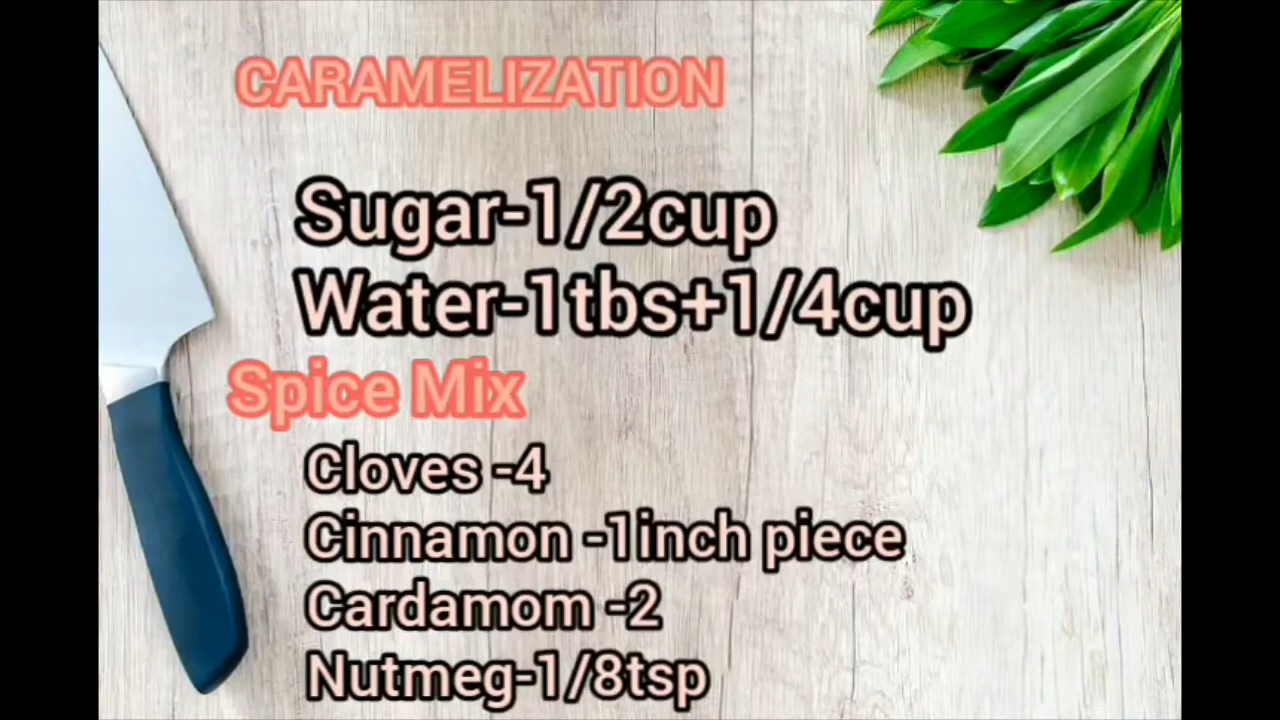 CARAMELIZATION
Sugar-1/2cup
Water-1tbs+1/4cup
Spice Mix
Cloves -4
Cinnamon -1inch piece
Cardamom -2
Nutmeg-1/8tsp